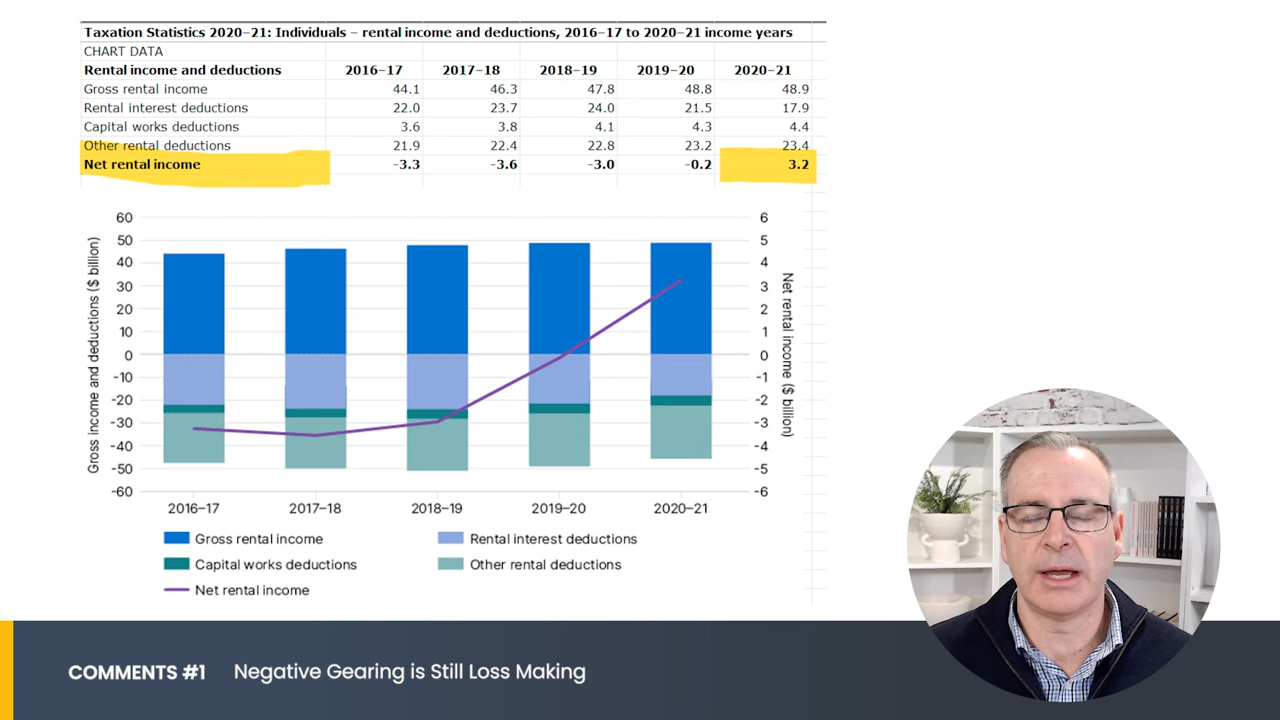 Taxation Statistics 2020–21: Individuals – rental income and deductions, 2016–17 to 2020–21 income years
CHART DATA
Rental income and deductions 2016–17 2017–18 2018–19 2019–20 2020–21
Gross rental income 44.1 46.3 47.8 48.8 48.9
Rental interest deductions 22.0 23.7 24.0 21.5 17.9
Capital works deductions 3.6 3.8 4.1 4.3 4.4
Other rental deductions 21.9 22.4 22.8 23.2 23.4
Net rental income -3.3 -3.6 -3.0 -0.2 3.2
Gross income and deductions ($ billion)
60 6
50 5
40 4
30 3
20 2
10 1
0 0
-10 -1
-20 -2
-30 -3
-40 -4
-50 -5
-60 -6
Net rental income ($ billion)
2016–17 2017–18 2018–19 2019–20 2020–21
Gross rental income Rental interest deductions
Capital works deductions Other rental deductions
Net rental income
COMMENTS #1 Negative Gearing is Still Loss Making